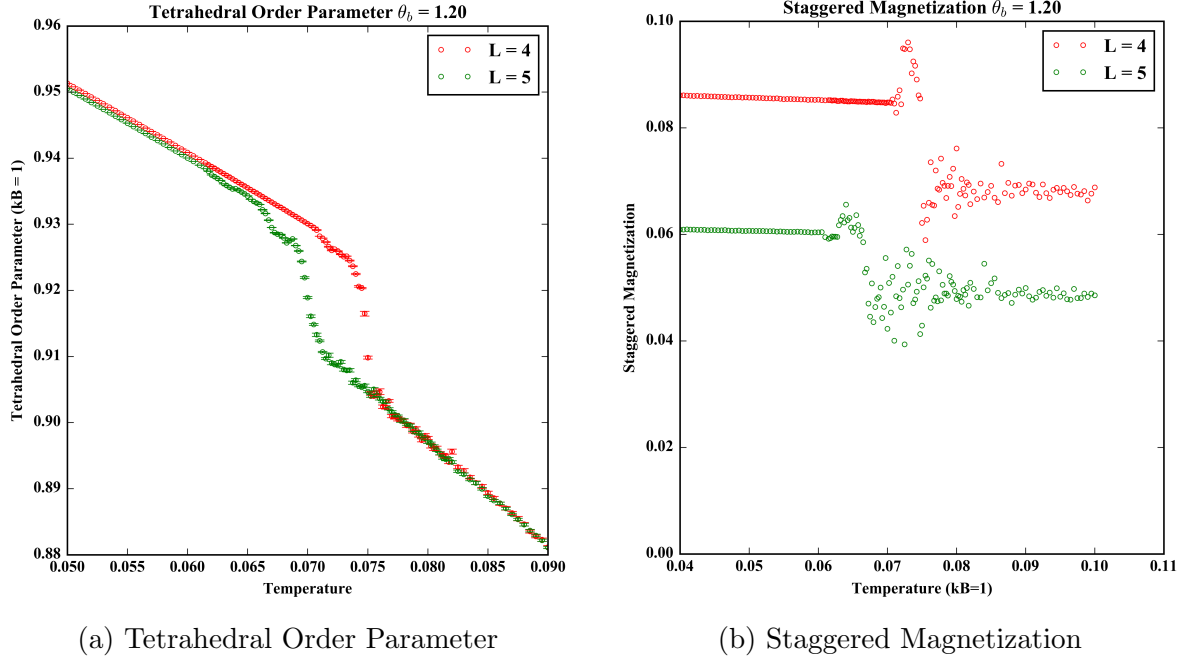 Tetrahedral Order Parameter θb = 1.20
0.96
0.95
0.94
0.93
0.92
0.91
0.90
0.89
0.88
Tetrahedral Order Parameter (kB = 1)
L = 4
L = 5
0.050 0.055 0.060 0.065 0.070 0.075 0.080 0.085 0.090
Temperature
(a) Tetrahedral Order Parameter
Staggered Magnetization θb = 1.20
0.10
0.08
0.06
0.04
0.02
0.00
Staggered Magnetization
L = 4
L = 5
0.04 0.05 0.06 0.07 0.08 0.09 0.10 0.11
Temperature (kB=1)
(b) Staggered Magnetization